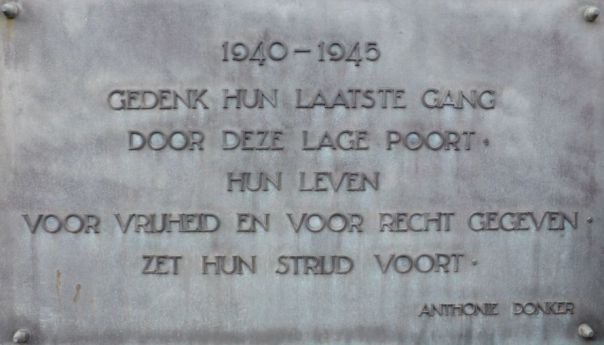 1940-1945
GEDENK HUN LAATSTE GANG
DOOR DEZE LAGE POORT.
HUN LEVEN
VOOR VRIJHEID EN VOOR RECHT GEGEVEN.
ZET HUN STRIJD VOORT.
ANTHONIE DONKER